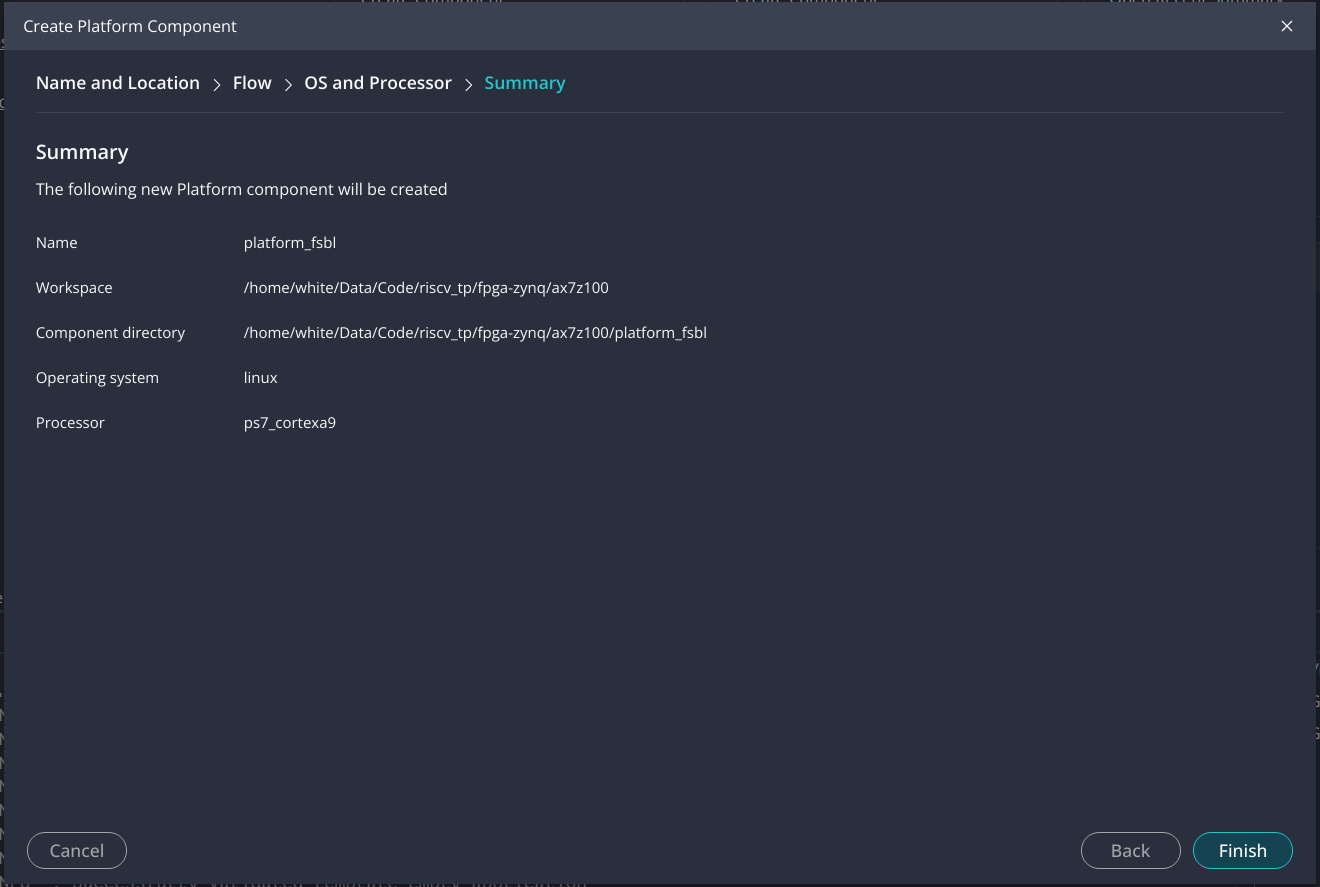 Create Platform Component
Name and Location > Flow > OS and Processor > Summary
Summary
The following new Platform component will be created
Name platform_fsbl
Workspace /home/white/Data/Code/riscv_tp/fpga-zynq/ax7z100
Component directory /home/white/Data/Code/riscv_tp/fpga-zynq/ax7z100/platform_fsbl
Operating system linux
Processor ps7_cortexa9
Cancel Back Finish